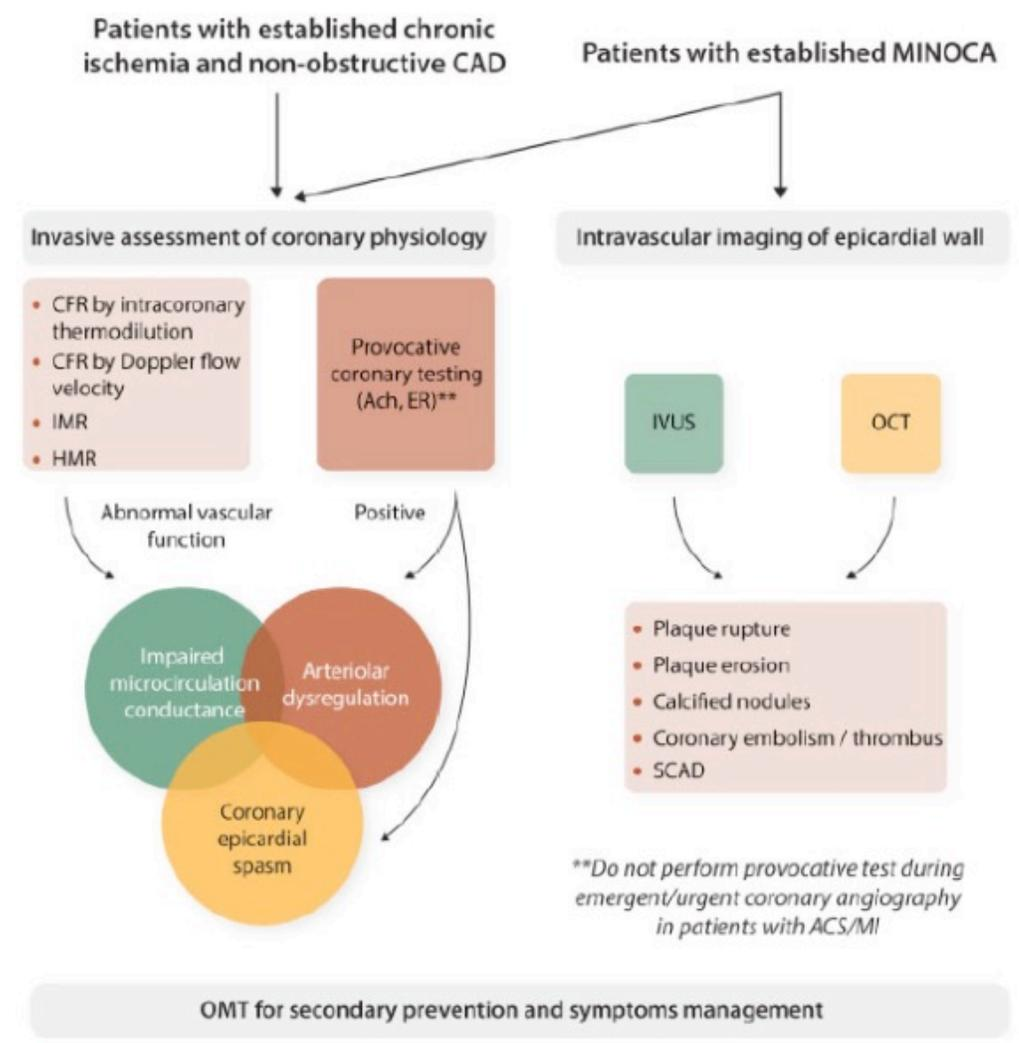 Patients with established chronic
ischemia and non-obstructive CAD
Patients with established MINOCA
Invasive assessment of coronary physiology
Intravascular imaging of epicardial wall
• CFR by intracoronary
thermodilution
• CFR by Doppler flow
velocity
• IMR
• HMR
Provocative
coronary testing
(Ach, ER)**
IVUS
OCT
Abnormal vascular
function
Positive
Impaired
microcirculation
conductance
Arteriolar
dysregulation
Coronary
epicardial
spasm
• Plaque rupture
• Plaque erosion
• Calcified nodules
• Coronary embolism / thrombus
• SCAD
**Do not perform provocative test during
emergent/urgent coronary angiography
in patients with ACS/MI
OMT for secondary prevention and symptoms management